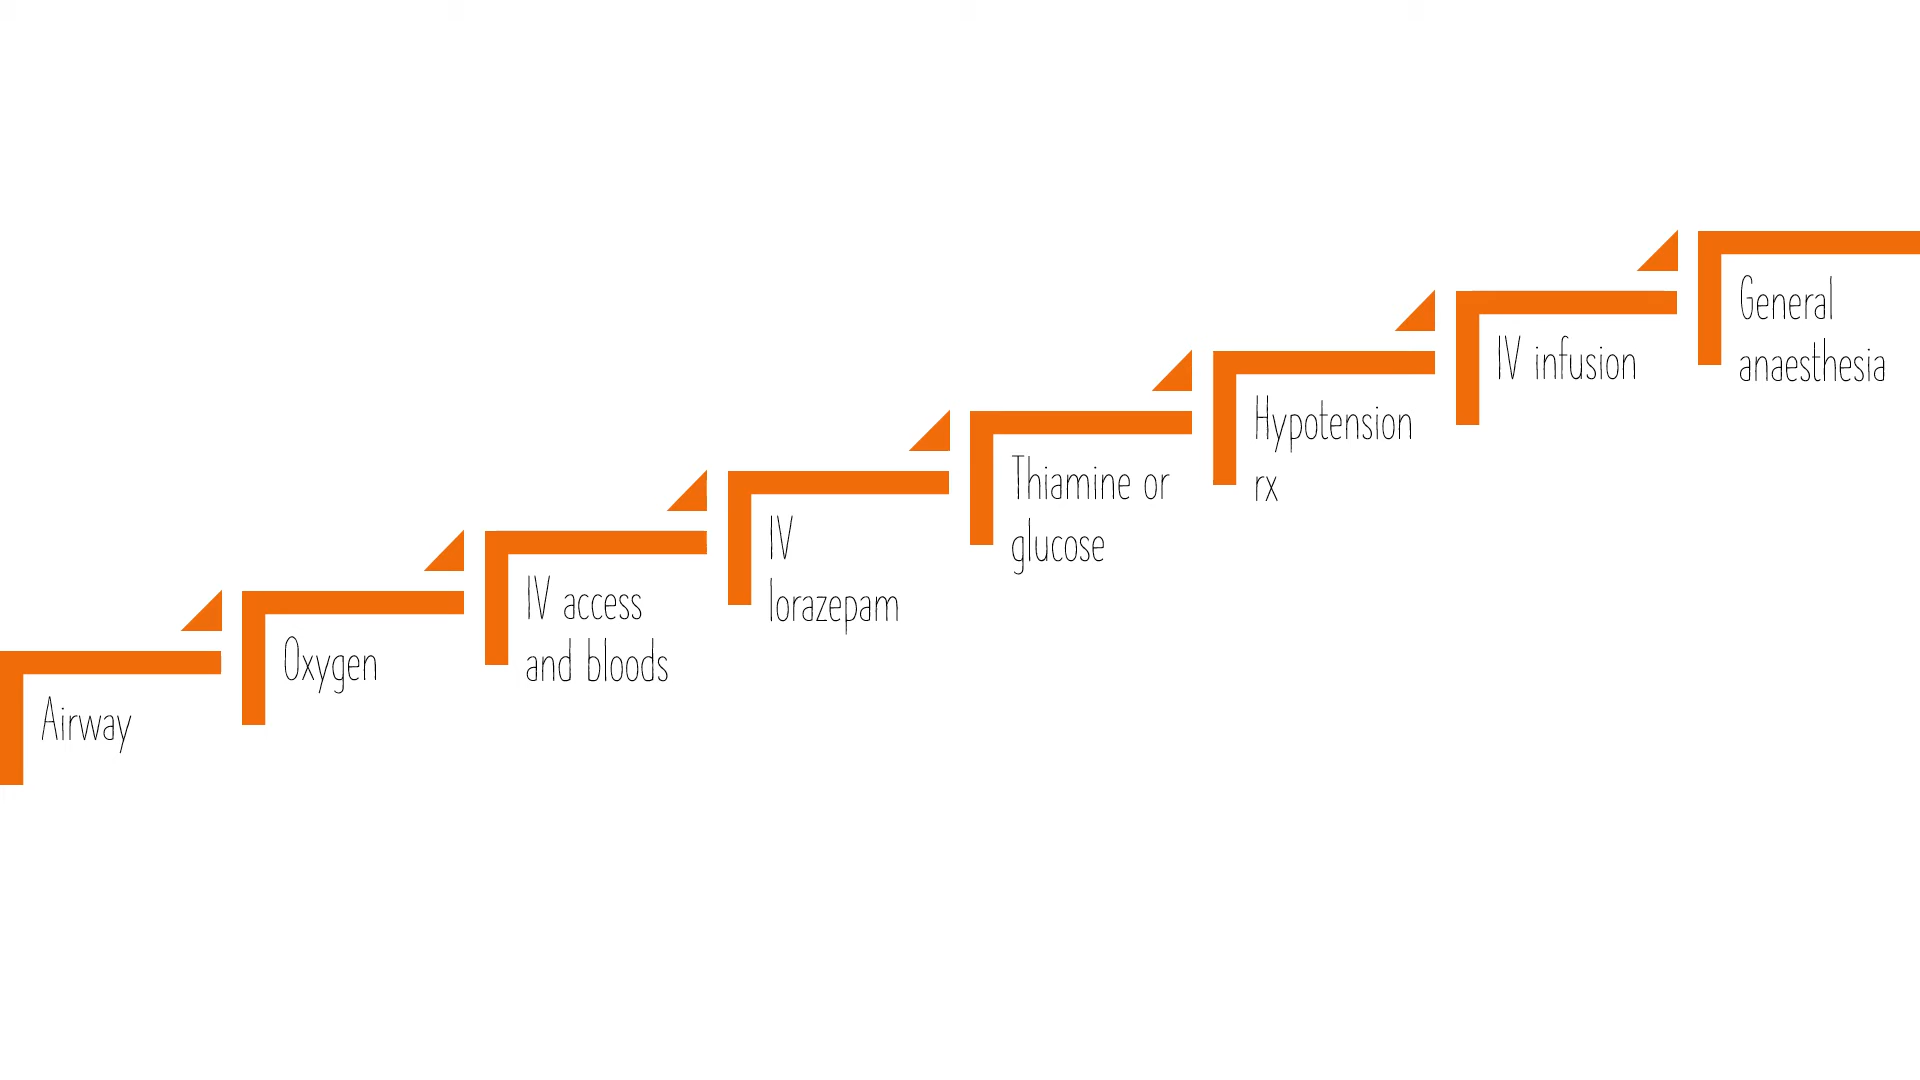 Airway
Oxygen
IV access
and bloods
IV
lorazepam
Thiamine or
glucose
Hypotension
rx
IV infusion
General
anaesthesia